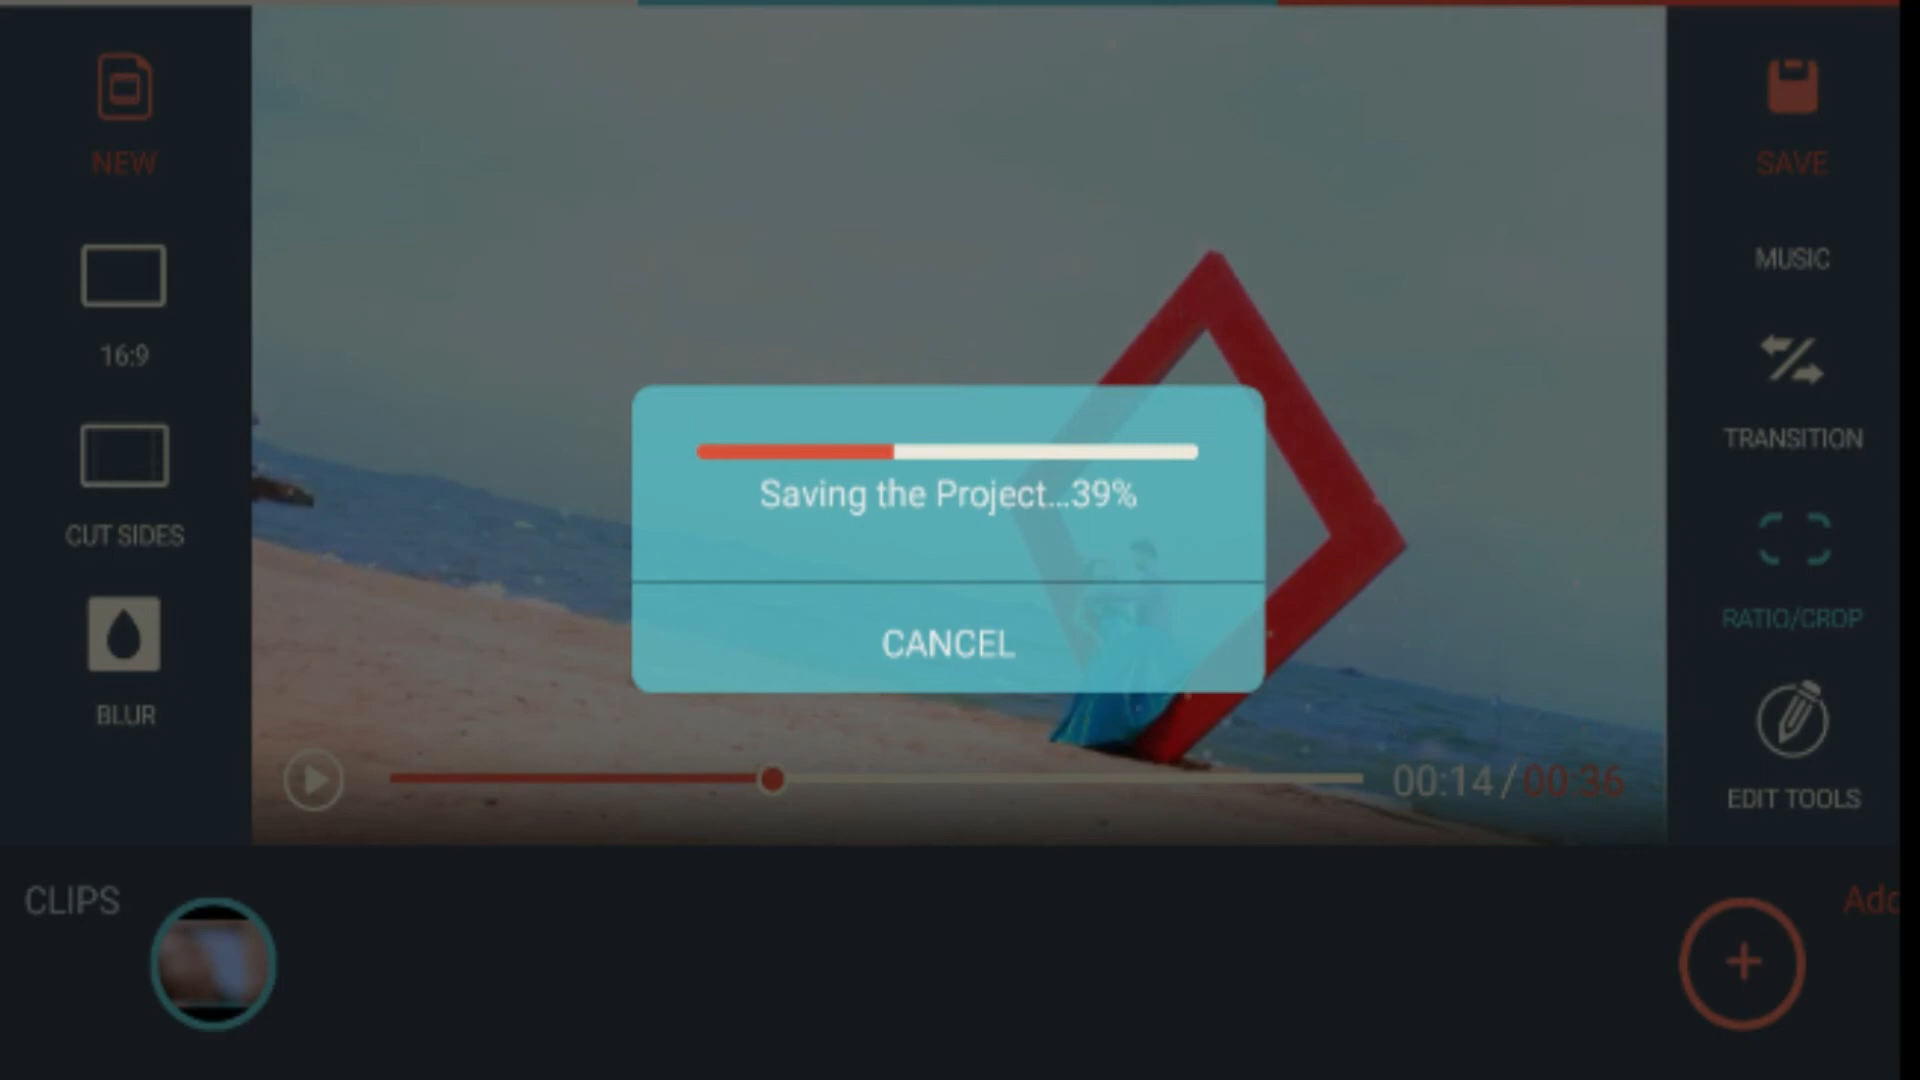 NEW
16:9
CUT SIDES
BLUR
Saving the Project...39%
CANCEL
00:14/00:36
SAVE
MUSIC
TRANSITION
RATIO/CROP
EDIT TOOLS
CLIPS
Add